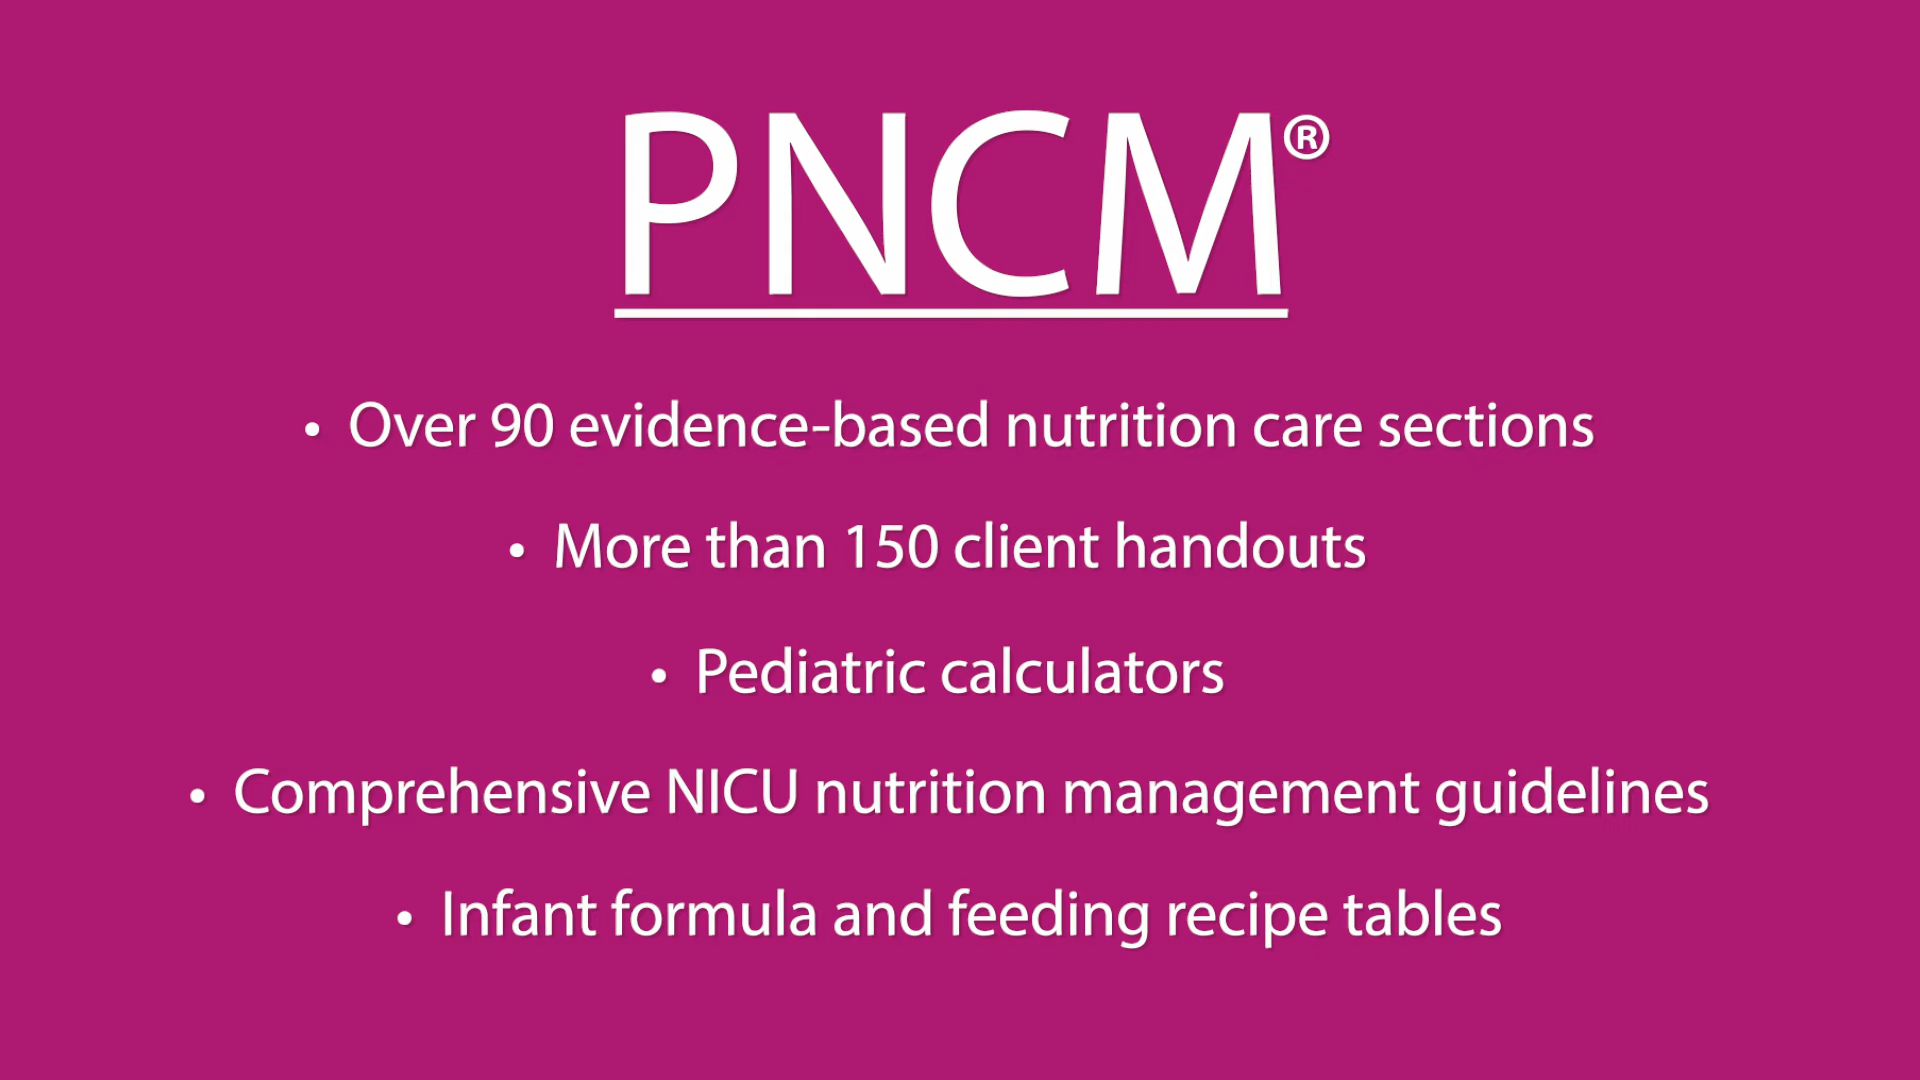 PNCM®
• Over 90 evidence-based nutrition care sections
• More than 150 client handouts
• Pediatric calculators
• Comprehensive NICU nutrition management guidelines
• Infant formula and feeding recipe tables